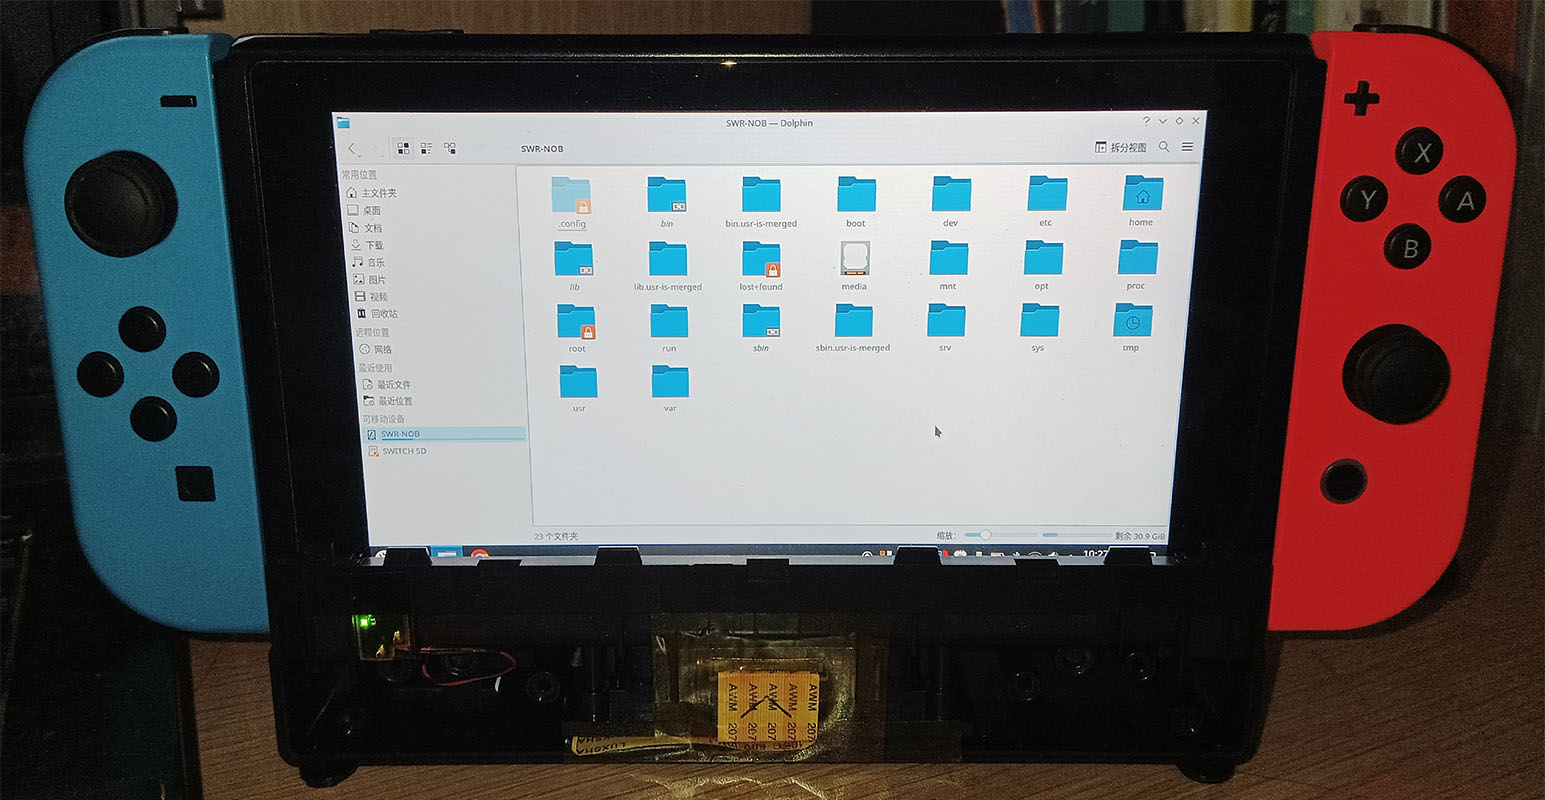 SWR-NOB — Dolphin
SWR-NOB
拆分视图
常用位置
主文件夹
桌面
文档
下载
音乐
图片
视频
回收站
远程位置
网络
最近使用
最近文件
最近位置
可移动设备
SWR-NOB
SWITCH SD
.config
bin
bin.usr-is-merged
boot
dev
etc
home
lib
lib.usr-is-merged
lost+found
media
mnt
opt
proc
root
run
sbin
sbin.usr-is-merged
srv
sys
tmp
usr
var
23 个文件夹
缩放：
剩余 30.9 GiB
X
Y
A
B
AWM
AWM
AWM
AWM
AWM